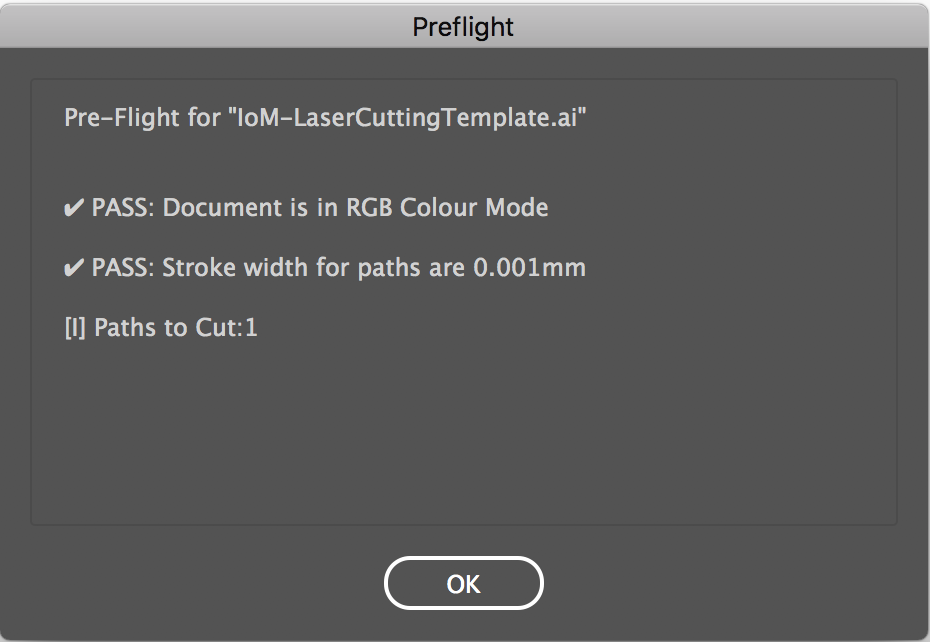 Preflight
Pre-Flight for "IoM-LaserCuttingTemplate.ai"
✔ PASS: Document is in RGB Colour Mode
✔ PASS: Stroke width for paths are 0.001mm
[I] Paths to Cut:1
OK